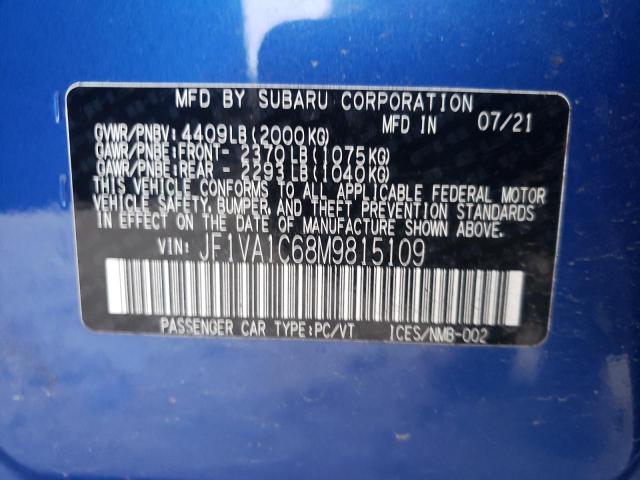 MFD BY SUBARU CORPORATION
MFD IN 07/21
GVWR/PNBV: 4409LB(2000KG)
GAWR/PNBE:FRONT- 2370LB(1075KG)
GAWR/PNBE:REAR - 2293LB(1040KG)
THIS VEHICLE CONFORMS TO ALL APPLICABLE FEDERAL MOTOR
VEHICLE SAFETY, BUMPER, AND THEFT PREVENTION STANDARDS
IN EFFECT ON THE DATE OF MANUFACTURE SHOWN ABOVE.
VIN: JF1VA1C68M9815109
PASSENGER CAR TYPE:PC/VT ICES/NMB-002